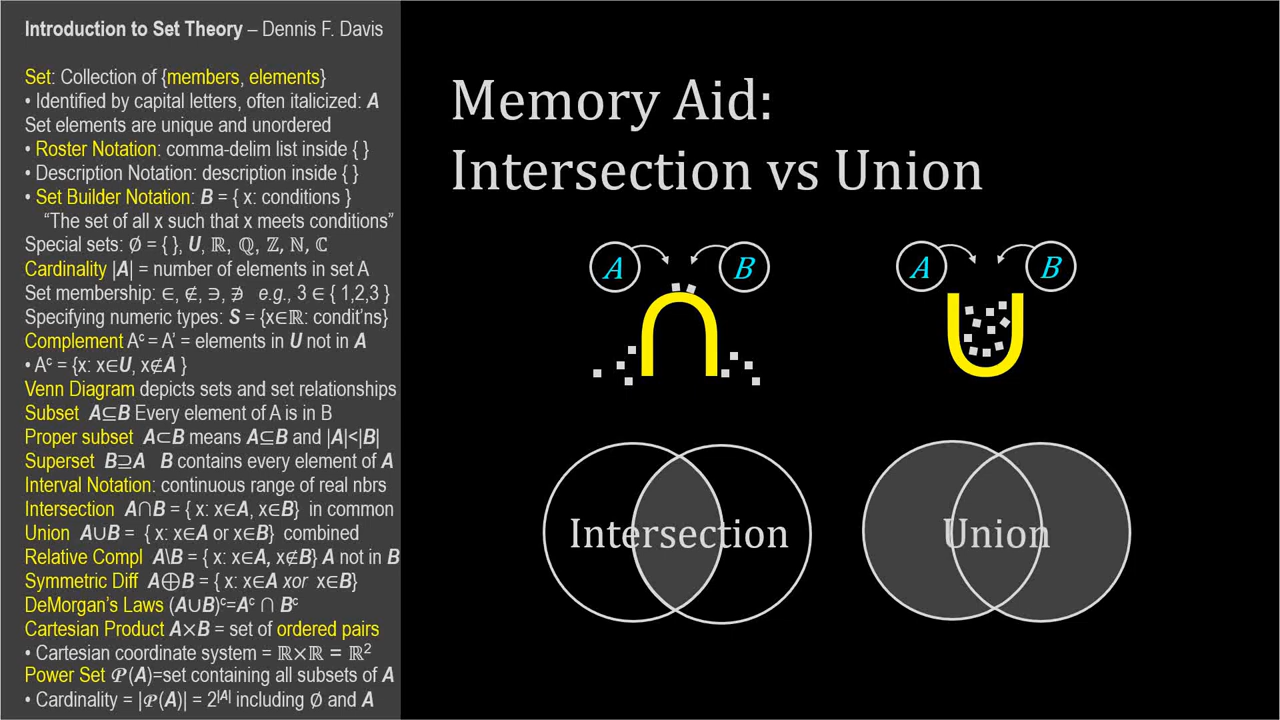 Introduction to Set Theory – Dennis F. Davis
Set: Collection of {members, elements}
• Identified by capital letters, often italicized: A
Set elements are unique and unordered
• Roster Notation: comma-delim list inside { }
• Description Notation: description inside { }
• Set Builder Notation: B = { x: conditions }
“The set of all x such that x meets conditions”
Special sets: ∅ = { }, U, ℝ, ℚ, ℤ, ℕ, ℂ
Cardinality |A| = number of elements in set A
Set membership: ∈, ∉, ∋, ∌ e.g., 3 ∈ { 1,2,3 }
Specifying numeric types: S = {x∈ℝ: condit’ns}
Complement Aᶜ = A’ = elements in U not in A
• Aᶜ = {x: x∈U, x∉A }
Venn Diagram depicts sets and set relationships
Subset A⊆B Every element of A is in B
Proper subset A⊂B means A⊆B and |A|<|B|
Superset B⊇A B contains every element of A
Interval Notation: continuous range of real nbrs
Intersection A∩B = { x: x∈A, x∈B} in common
Union A∪B = { x: x∈A or x∈B} combined
Relative Compl A\B = { x: x∈A, x∉B} A not in B
Symmetric Diff A⨁B = { x: x∈A xor x∈B}
DeMorgan’s Laws (A∪B)ᶜ=Aᶜ ∩ Bᶜ
Cartesian Product A×B = set of ordered pairs
• Cartesian coordinate system = ℝ×ℝ = ℝ²
Power Set 𝒫(A)=set containing all subsets of A
• Cardinality = |𝒫(A)| = 2^|A| including ∅ and A
Memory Aid:
Intersection vs Union
A B A B
Intersection Union